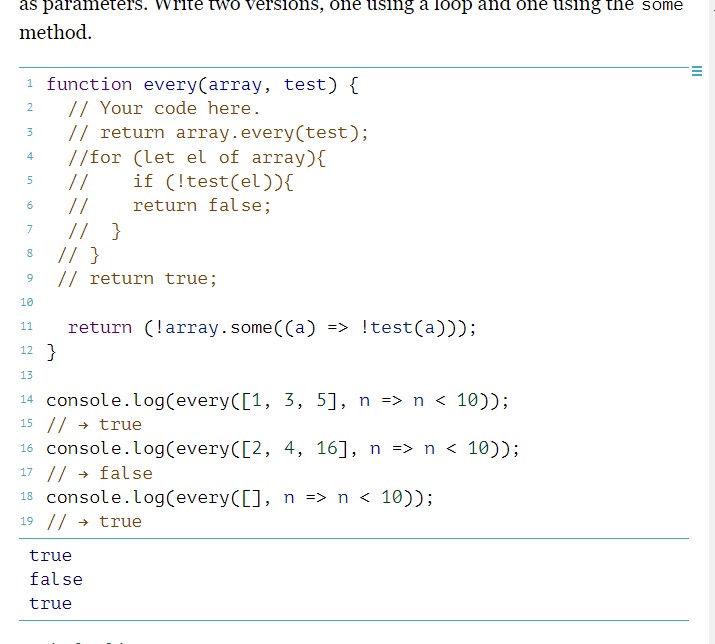 as parameters. Write two versions, one using a loop and one using the some
method.
1 function every(array, test) {
2   // Your code here.
3   // return array.every(test);
4   //for (let el of array){
5   //    if (!test(el)){
6   //    return false;
7   //  }
8  // }
9  // return true;
10
11   return (!array.some((a) => !test(a)));
12 }
13
14 console.log(every([1, 3, 5], n => n < 10));
15 // → true
16 console.log(every([2, 4, 16], n => n < 10));
17 // → false
18 console.log(every([], n => n < 10));
19 // → true
true
false
true